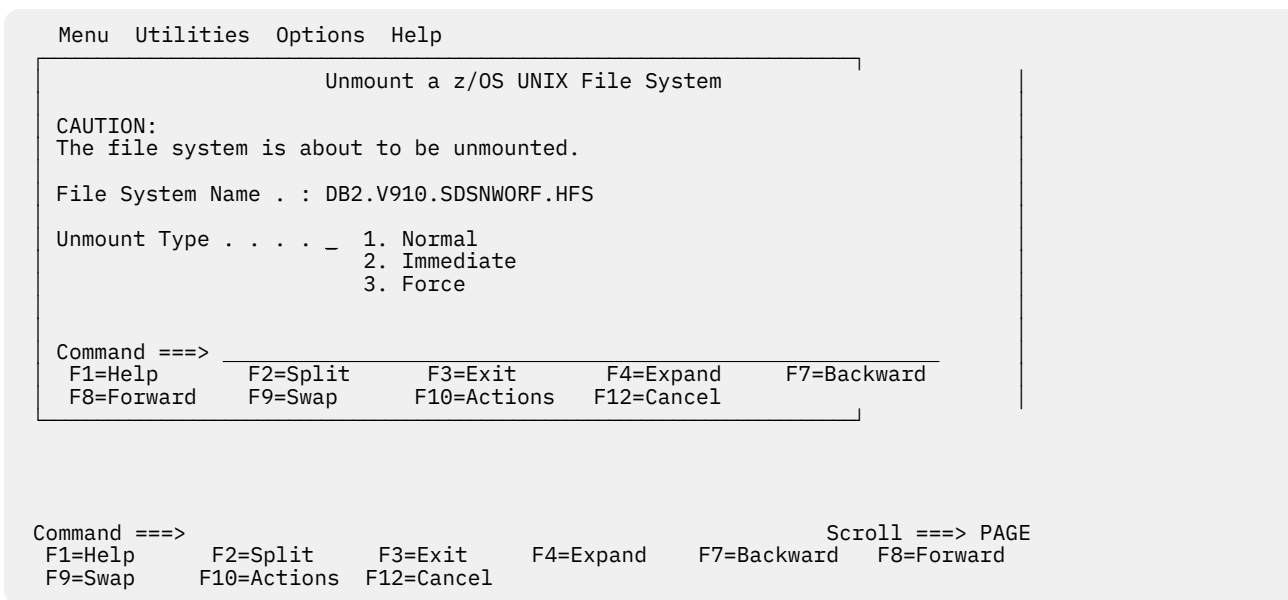 Menu  Utilities  Options  Help
Unmount a z/OS UNIX File System
CAUTION:
The file system is about to be unmounted.
File System Name . : DB2.V910.SDSNWORF.HFS
Unmount Type . . . . _  1. Normal
2. Immediate
3. Force
Command ===> ________________________________________________________
F1=Help       F2=Split      F3=Exit       F4=Expand     F7=Backward
F8=Forward    F9=Swap      F10=Actions   F12=Cancel
Command ===>                                                  Scroll ===> PAGE
F1=Help      F2=Split     F3=Exit      F4=Expand    F7=Backward   F8=Forward
F9=Swap     F10=Actions  F12=Cancel